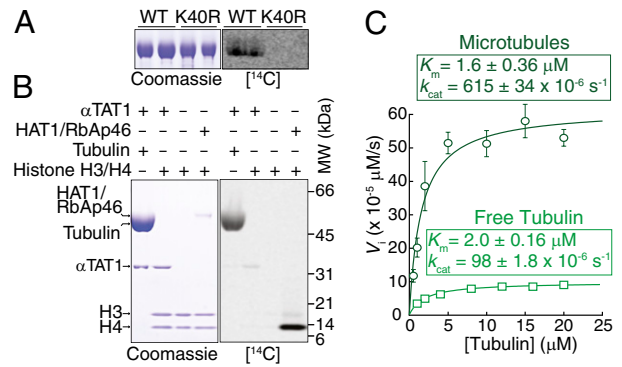 A
WT K40R WT K40R
Coomassie [¹⁴C]
B
αTAT1 + + − − + + − −
HAT1/RbAp46 − − − + − − − +
Tubulin + − − − + − − −
Histone H3/H4 − + + + − + + +
MW (kDa)
HAT1/
RbAp46
Tubulin
αTAT1
H3
H4
66
45
31
21
14
6
Coomassie [¹⁴C]
C
Microtubules
Kₘ = 1.6 ± 0.36 μM
k_cat = 615 ± 34 x 10⁻⁶ s⁻¹
Free Tubulin
Kₘ = 2.0 ± 0.16 μM
k_cat = 98 ± 1.8 x 10⁻⁶ s⁻¹
Vᵢ (x 10⁻⁵ μM/s)
60
50
40
30
20
10
0
0 5 10 15 20 25
[Tubulin] (μM)